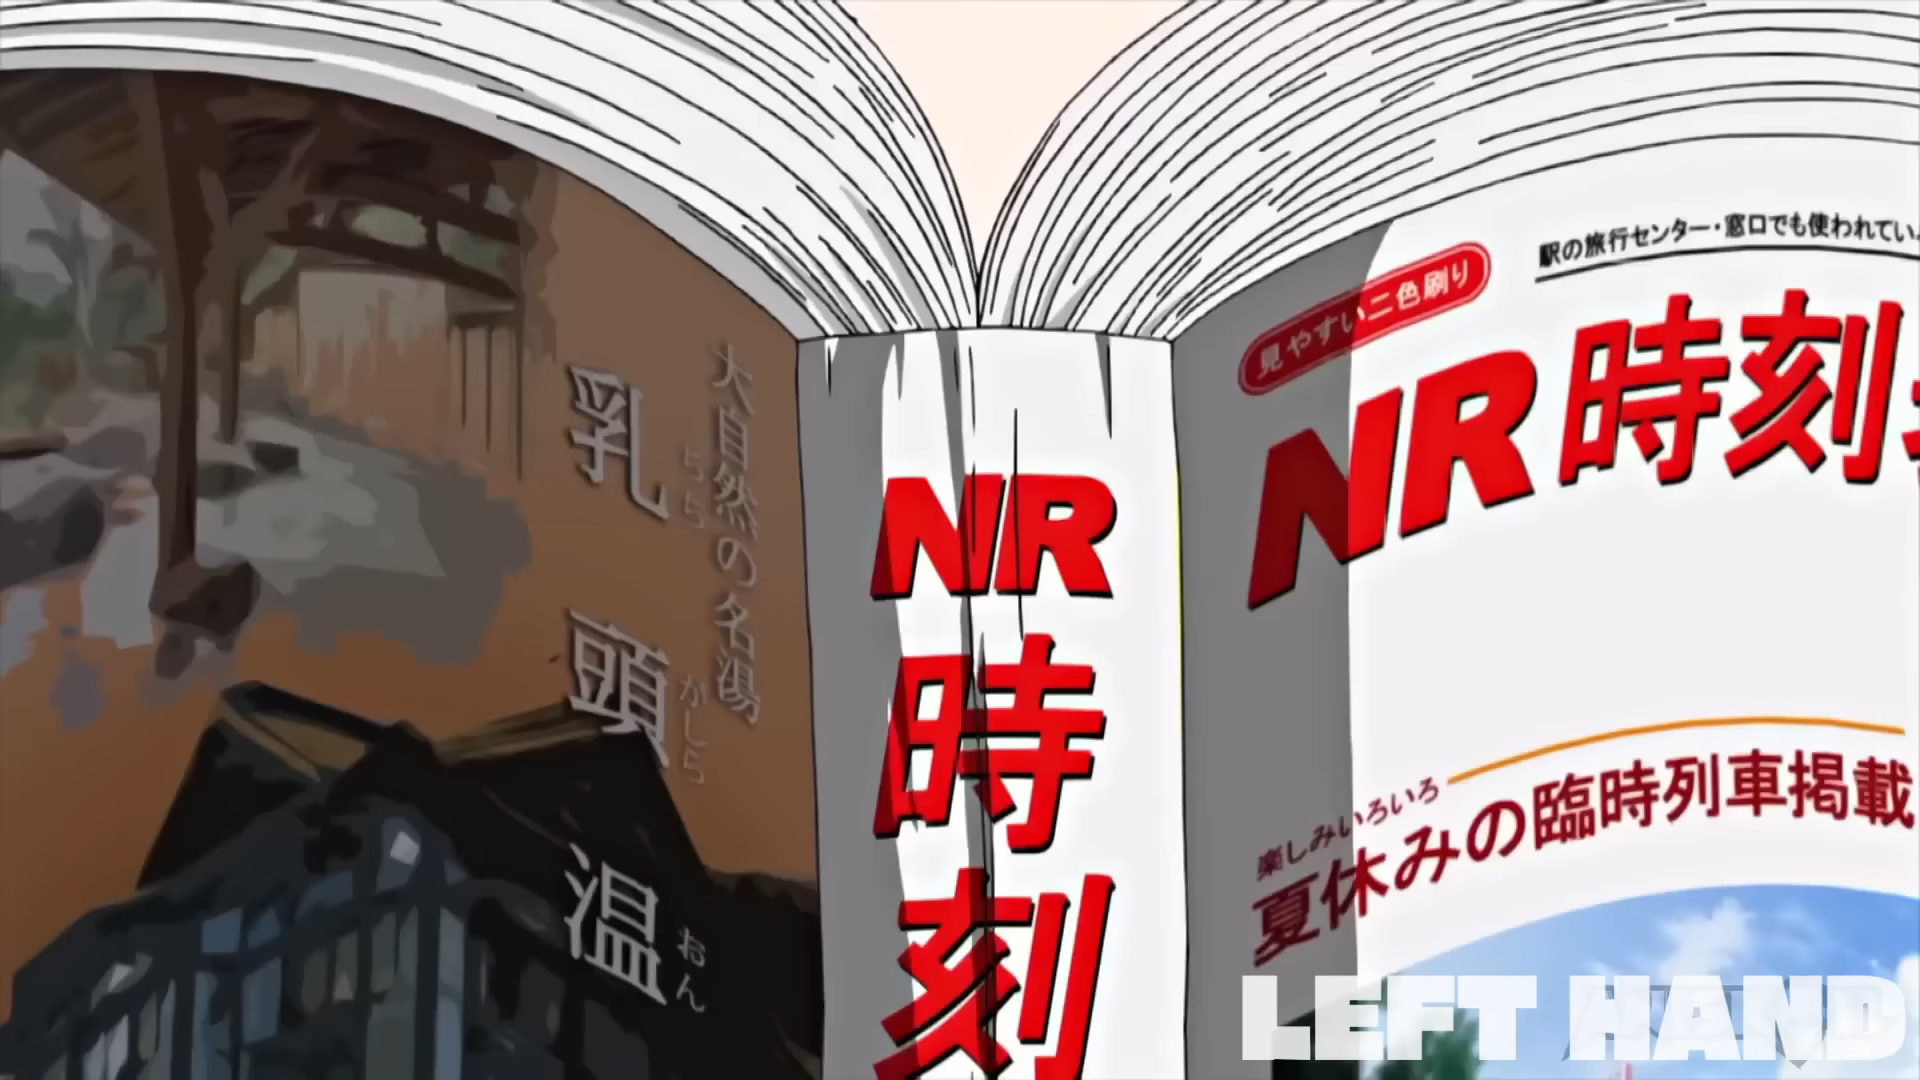 大自然の名湯
乳頭温
ちち かしら おん
NR
時刻
見やすい二色刷り
駅の旅行センター・窓口でも使われてい
NR時刻
楽しみいろいろ
夏休みの臨時列車掲載
LEFT HAND